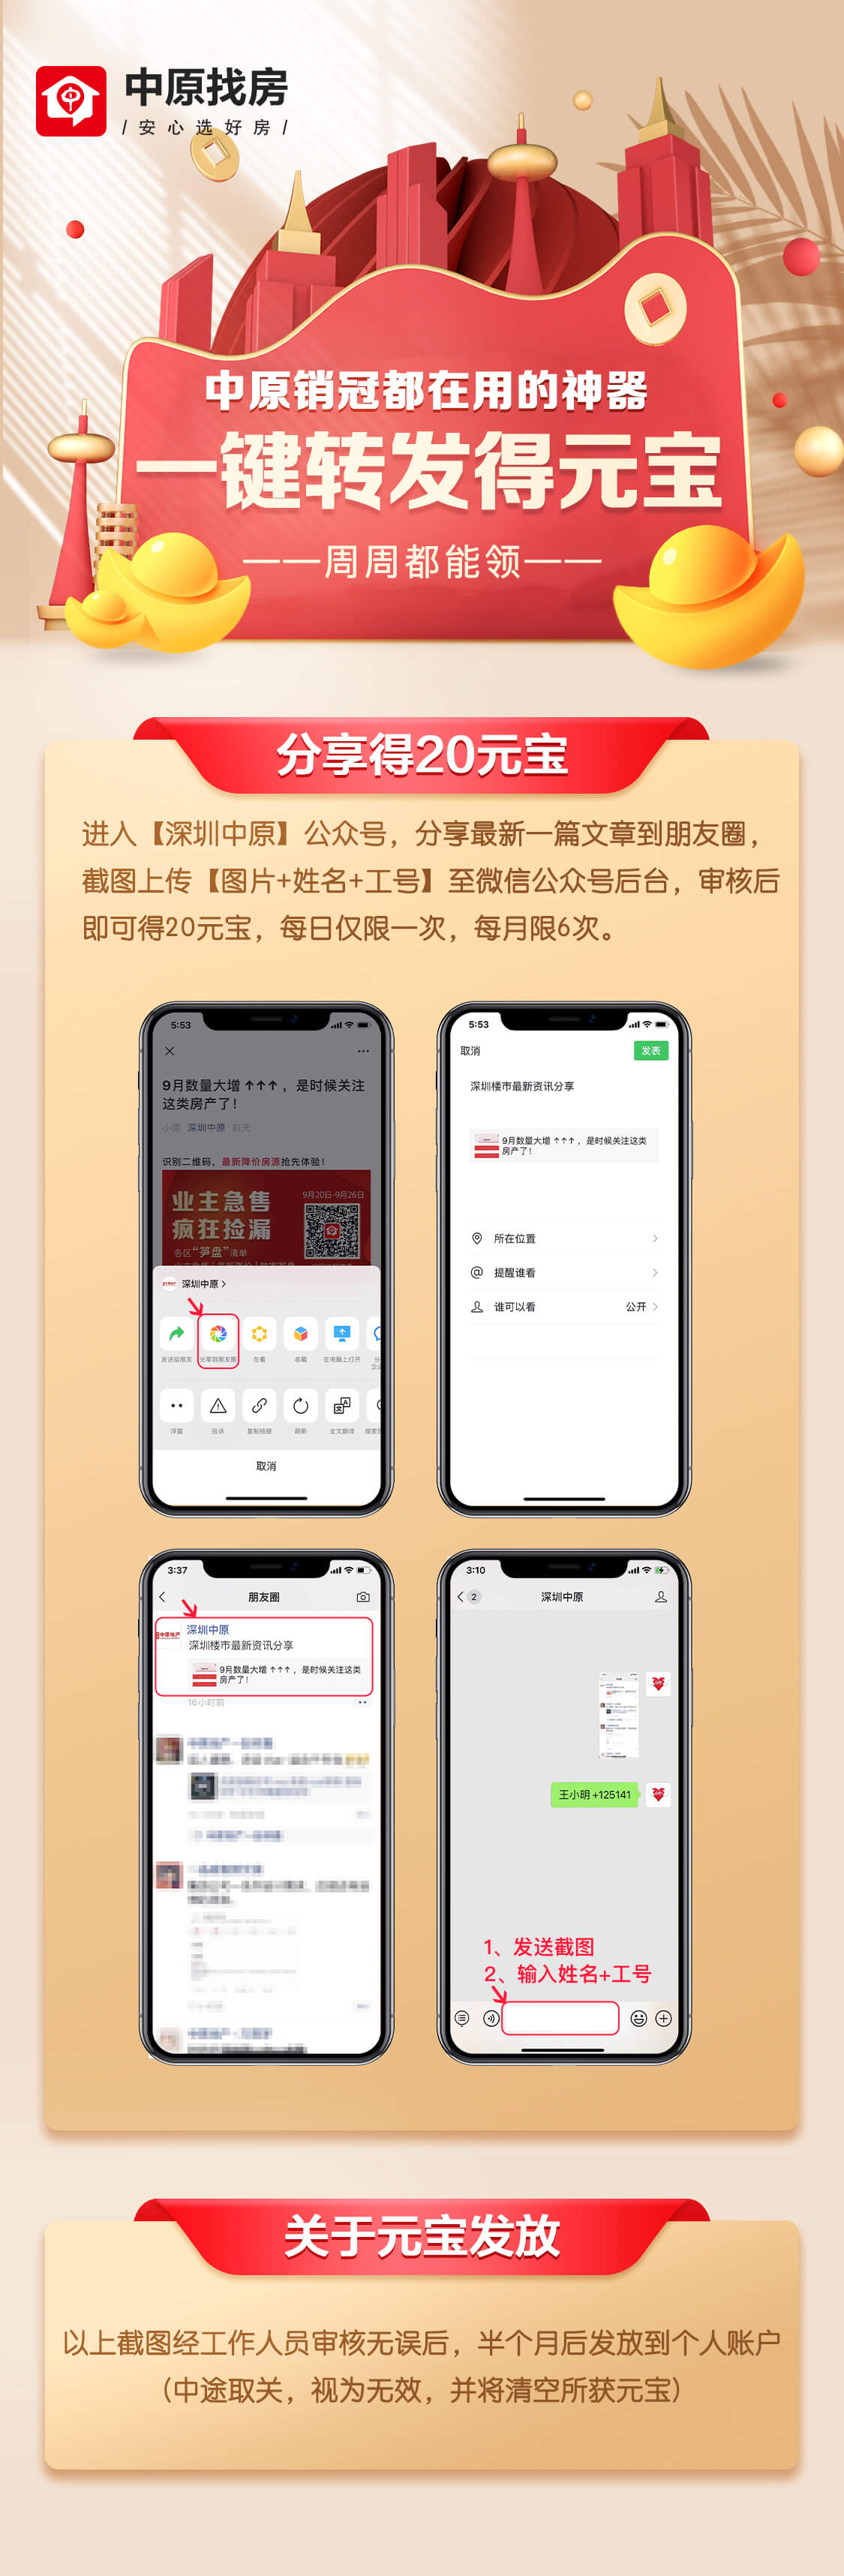 中原找房
/ 安心选好房 /
中原销冠都在用的神器
一键转发得元宝
——周周都能领——
分享得20元宝
进入【深圳中原】公众号，分享最新一篇文章到朋友圈，
截图上传【图片+姓名+工号】至微信公众号后台，审核后
即可得20元宝，每日仅限一次，每月限6次。
5:53
9月数量大增 ↑↑↑ ，是时候关注
这类房产了！
小原 深圳中原 前天
识别二维码，最新降价房源抢先体验！
业主急售
9月20日-9月26日
疯狂捡漏
各区“笋盘”清单
深圳中原 >
发送给朋友 分享到朋友圈 在看 收藏 在电脑上打开
浮窗 投诉 复制链接 刷新 全文翻译
取消
5:53
取消 发表
深圳楼市最新资讯分享
9月数量大增 ↑↑↑ ，是时候关注这类
房产了！
所在位置
提醒谁看
谁可以看 公开
3:37
朋友圈
深圳中原
深圳楼市最新资讯分享
9月数量大增 ↑↑↑ ，是时候关注这类
房产了！
16小时前
3:10
2 深圳中原
王小明+125141
1、发送截图
2、输入姓名+工号
关于元宝发放
以上截图经工作人员审核无误后，半个月后发放到个人账户
（中途取关，视为无效，并将清空所获元宝）